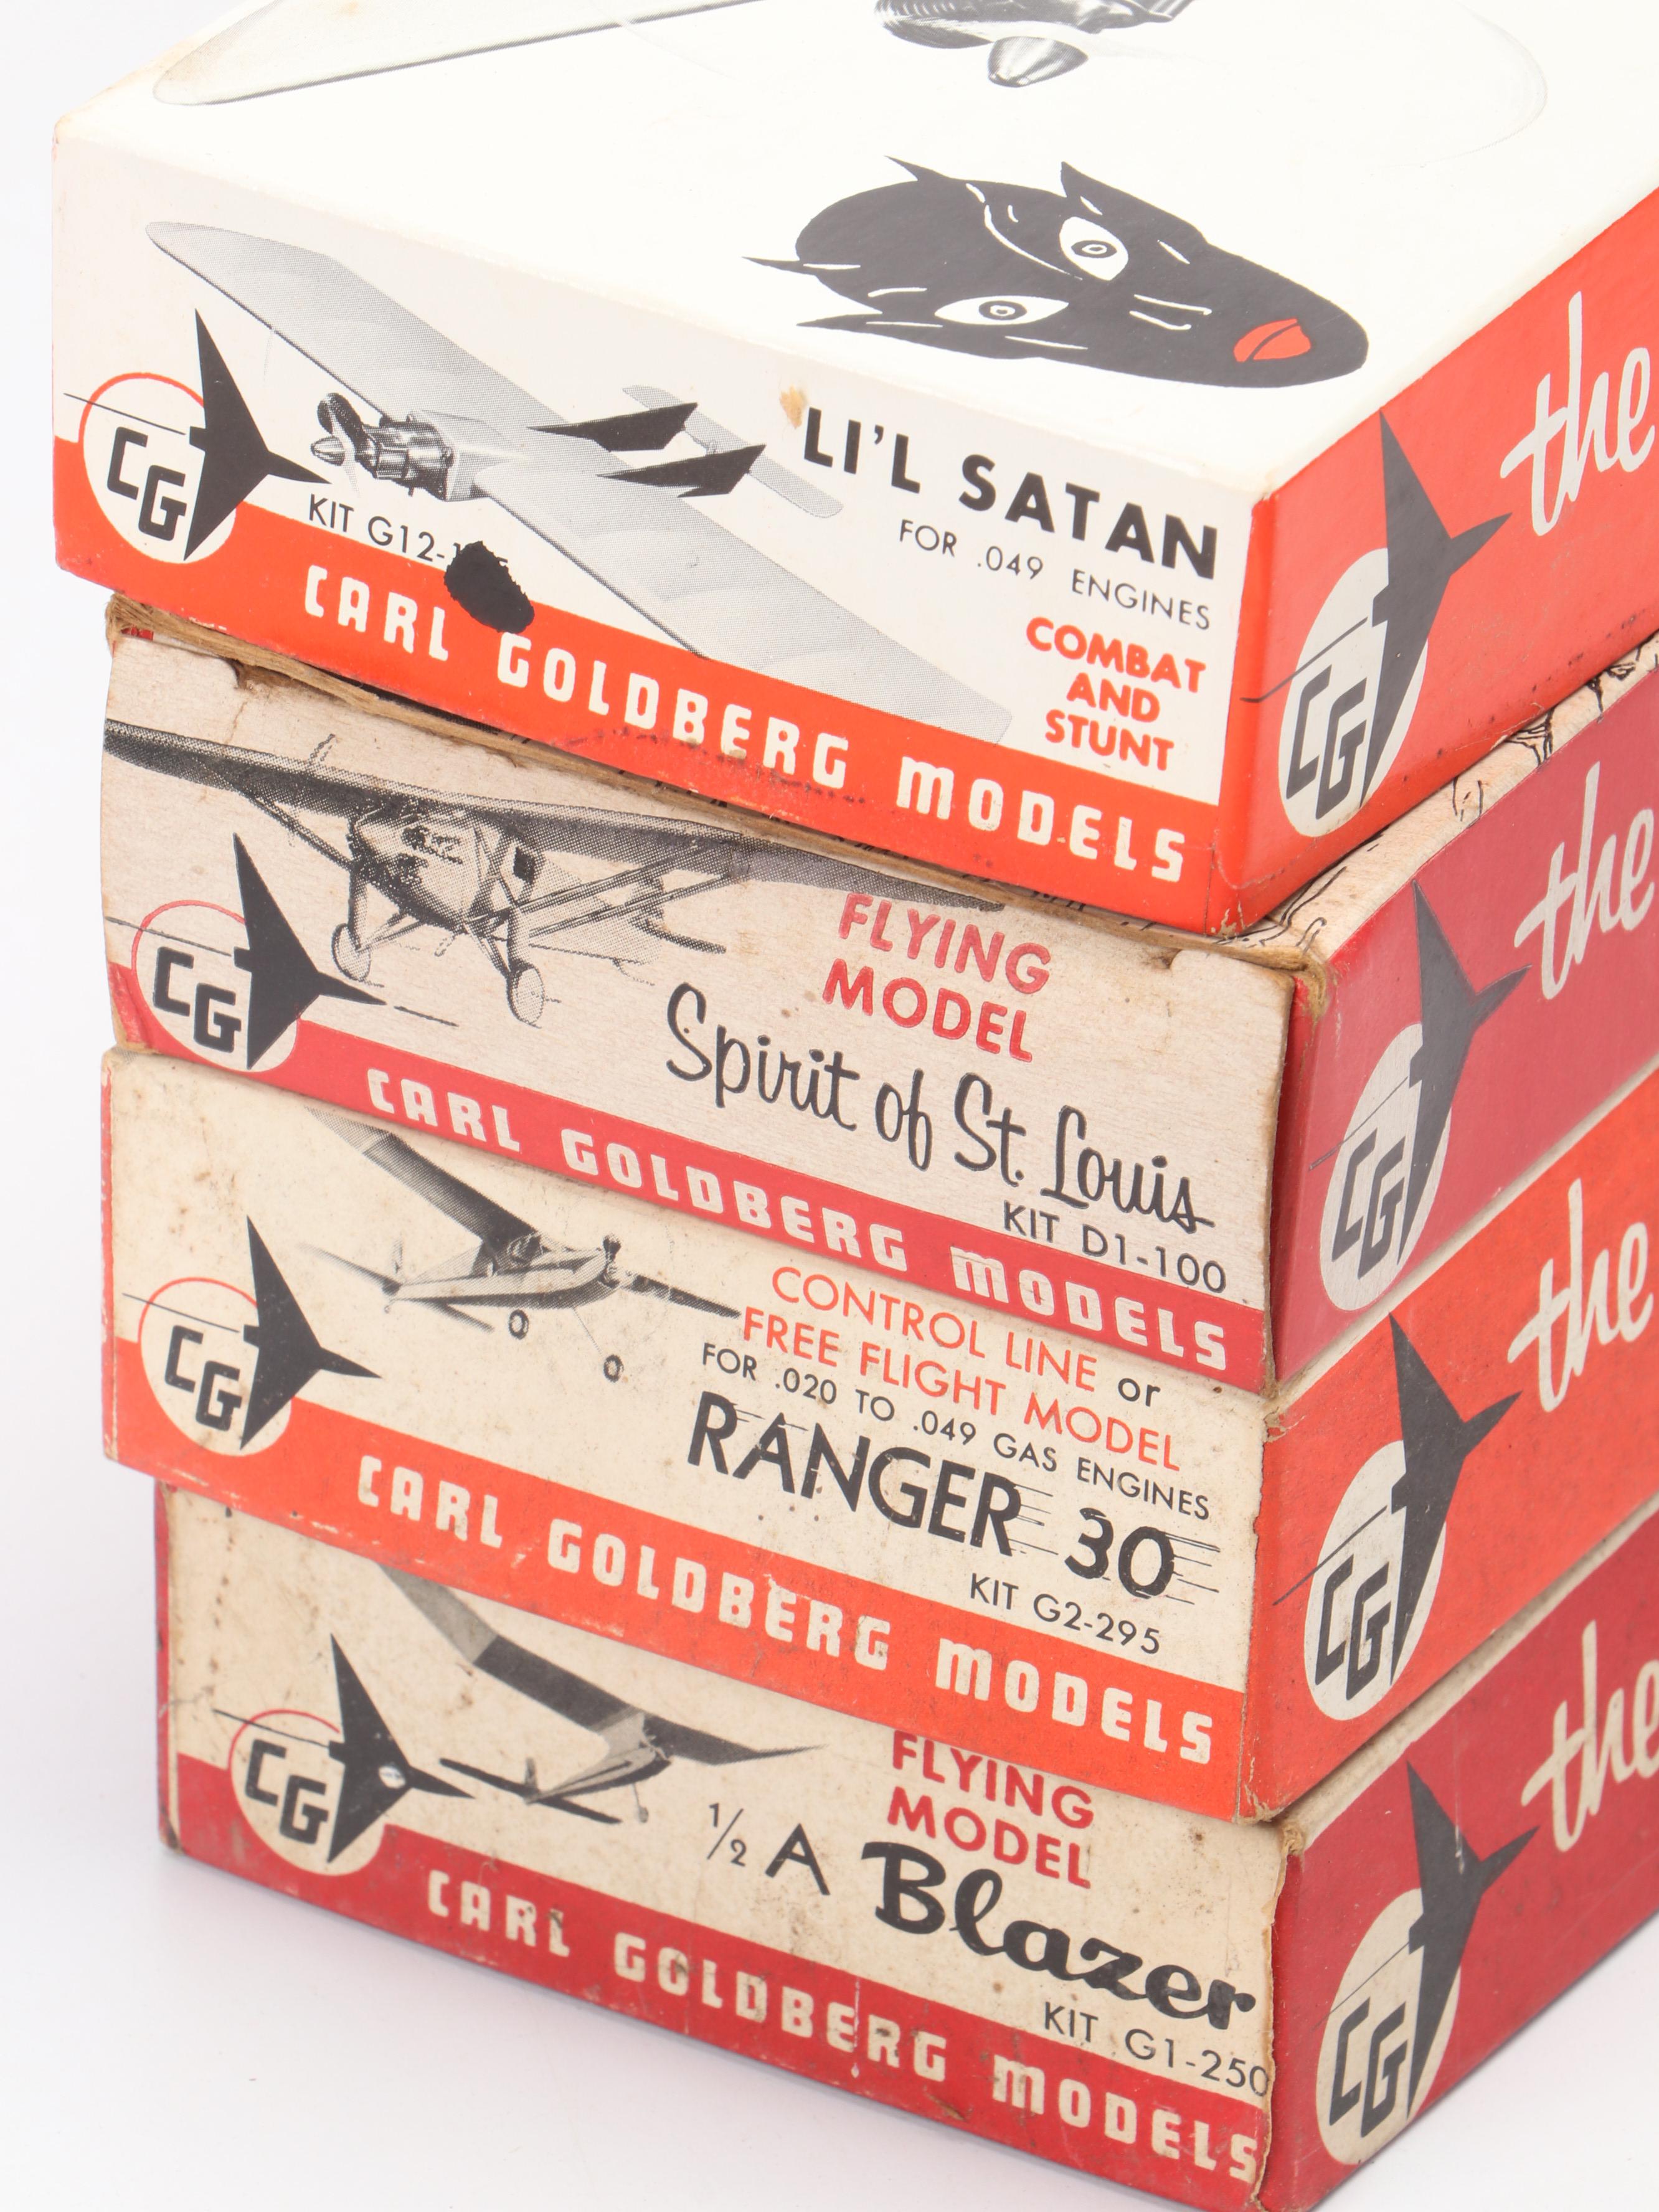 CG
LI'L SATAN
FOR .049 ENGINES
KIT G12-
COMBAT
AND
STUNT
CARL GOLDBERG MODELS
CG
the
CG
FLYING
MODEL
Spirit of St. Louis
KIT D1-100
CARL GOLDBERG MODELS
CG
the
CG
CONTROL LINE or
FREE FLIGHT MODEL
FOR .020 TO .049 GAS ENGINES
RANGER 30
KIT G2-295
CARL GOLDBERG MODELS
CG
the
CG
FLYING
MODEL
1/2 A Blazer
KIT G1-250
CARL GOLDBERG MODELS
CG
the